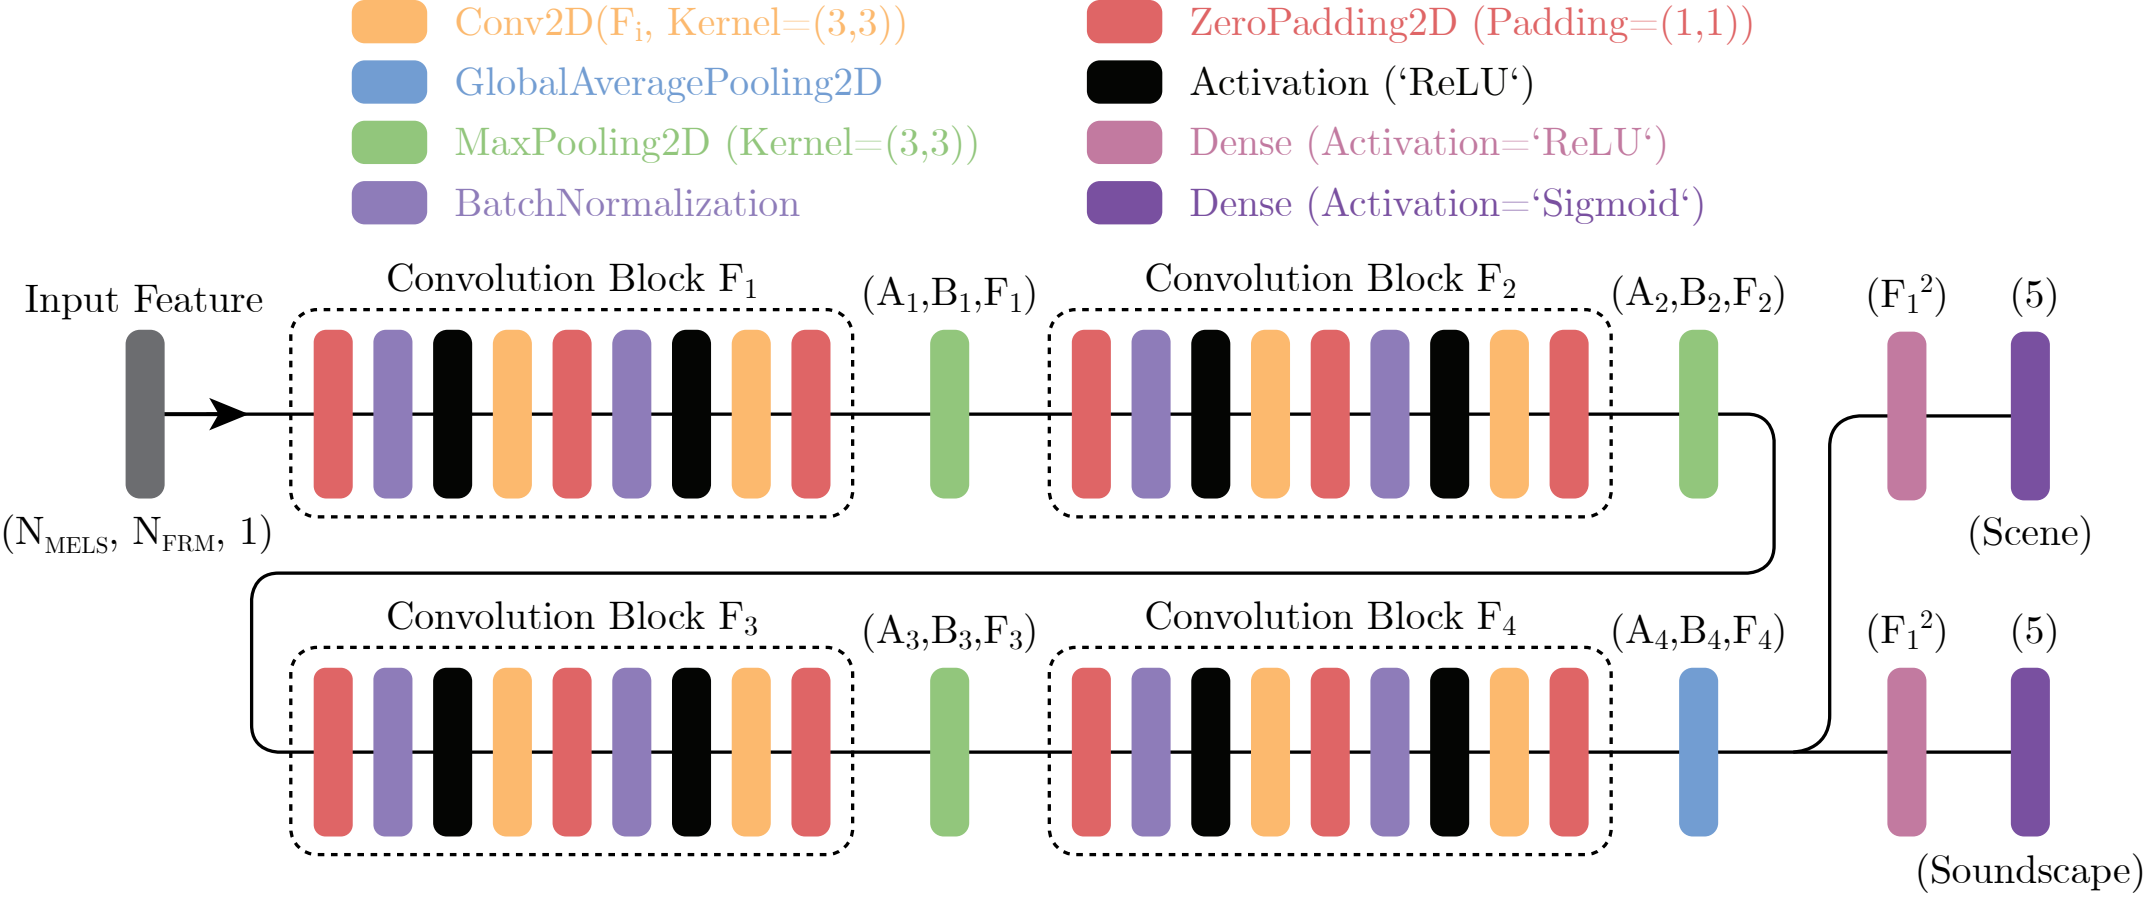 Conv2D(Fᵢ, Kernel=(3,3))
ZeroPadding2D (Padding=(1,1))
GlobalAveragePooling2D
Activation (‘ReLU‘)
MaxPooling2D (Kernel=(3,3))
Dense (Activation=‘ReLU‘)
BatchNormalization
Dense (Activation=‘Sigmoid‘)
Input Feature
Convolution Block F₁
(A₁,B₁,F₁)
Convolution Block F₂
(A₂,B₂,F₂)
(F₁²)
(5)
(N_MELS, N_FRM, 1)
(Scene)
Convolution Block F₃
(A₃,B₃,F₃)
Convolution Block F₄
(A₄,B₄,F₄)
(F₁²)
(5)
(Soundscape)